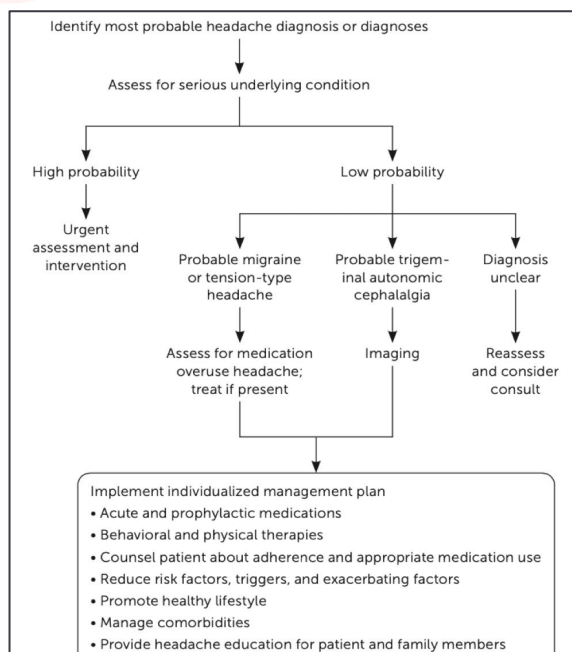 Identify most probable headache diagnosis or diagnoses
Assess for serious underlying condition
High probability
Low probability
Urgent
assessment and
intervention
Probable migraine
or tension-type
headache
Probable trigem-
inal autonomic
cephalalgia
Diagnosis
unclear
Assess for medication
overuse headache;
treat if present
Imaging
Reassess
and consider
consult
Implement individualized management plan
• Acute and prophylactic medications
• Behavioral and physical therapies
• Counsel patient about adherence and appropriate medication use
• Reduce risk factors, triggers, and exacerbating factors
• Promote healthy lifestyle
• Manage comorbidities
• Provide headache education for patient and family members